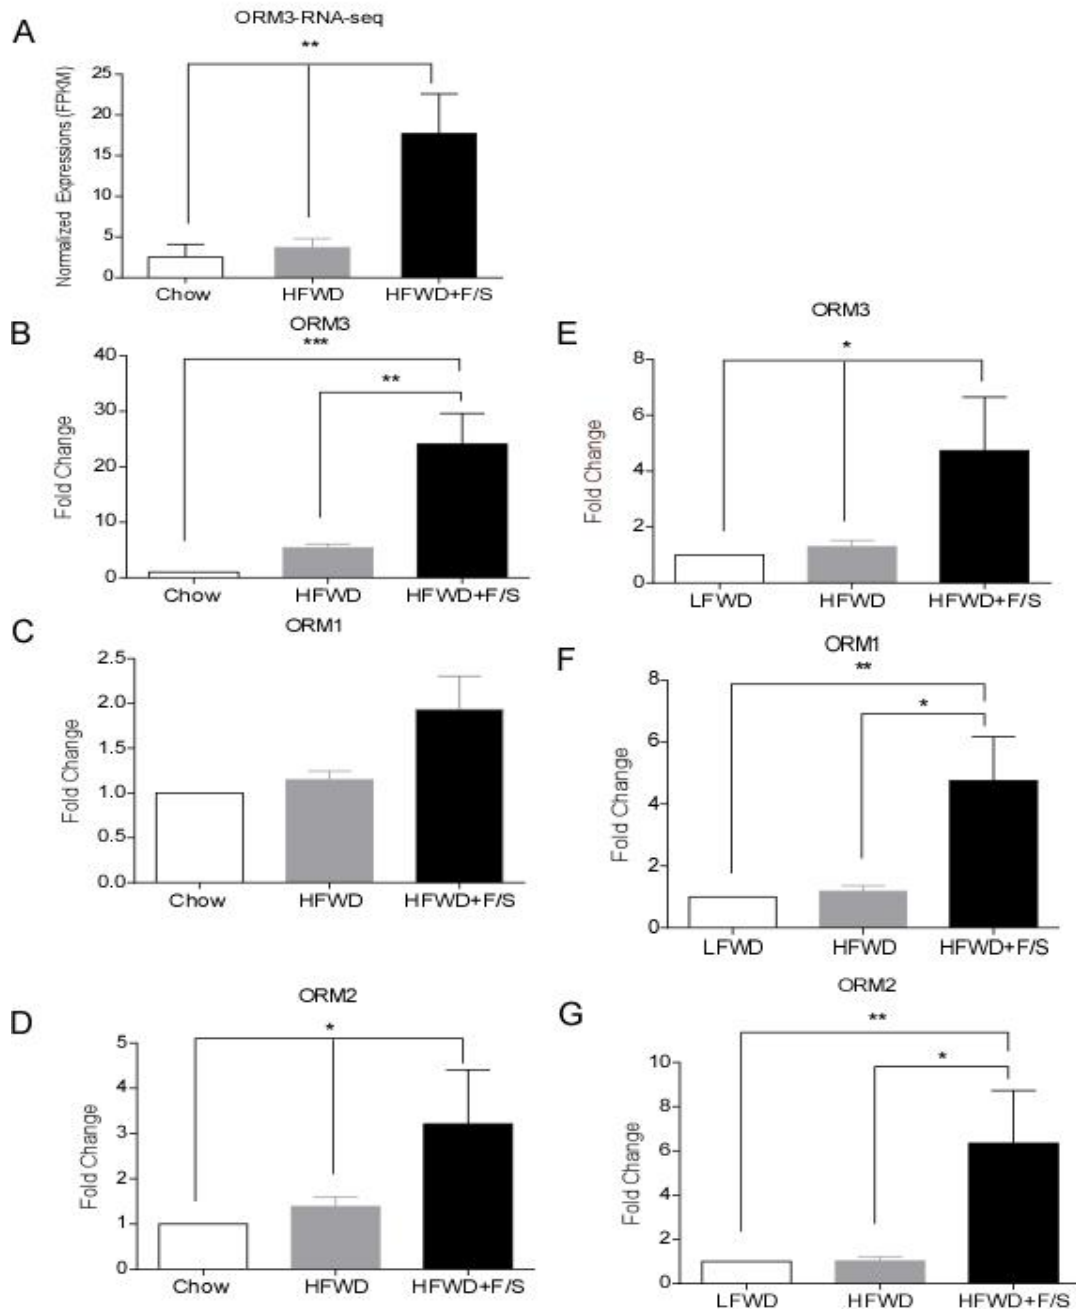 A
ORM3-RNA-seq
**
Normalized Expressions (FPKM)
25
20
15
10
5
0
Chow HFWD HFWD+F/S
B
ORM3
***
**
Fold Change
40
30
20
10
0
Chow HFWD HFWD+F/S
C
ORM1
Fold Change
2.5
2.0
1.5
1.0
0.5
0.0
Chow HFWD HFWD+F/S
D
ORM2
*
Fold Change
5
4
3
2
1
0
Chow HFWD HFWD+F/S
E
ORM3
*
Fold Change
8
6
4
2
0
LFWD HFWD HFWD+F/S
F
ORM1
**
*
Fold Change
8
6
4
2
0
LFWD HFWD HFWD+F/S
G
ORM2
**
*
Fold Change
10
8
6
4
2
0
LFWD HFWD HFWD+F/S